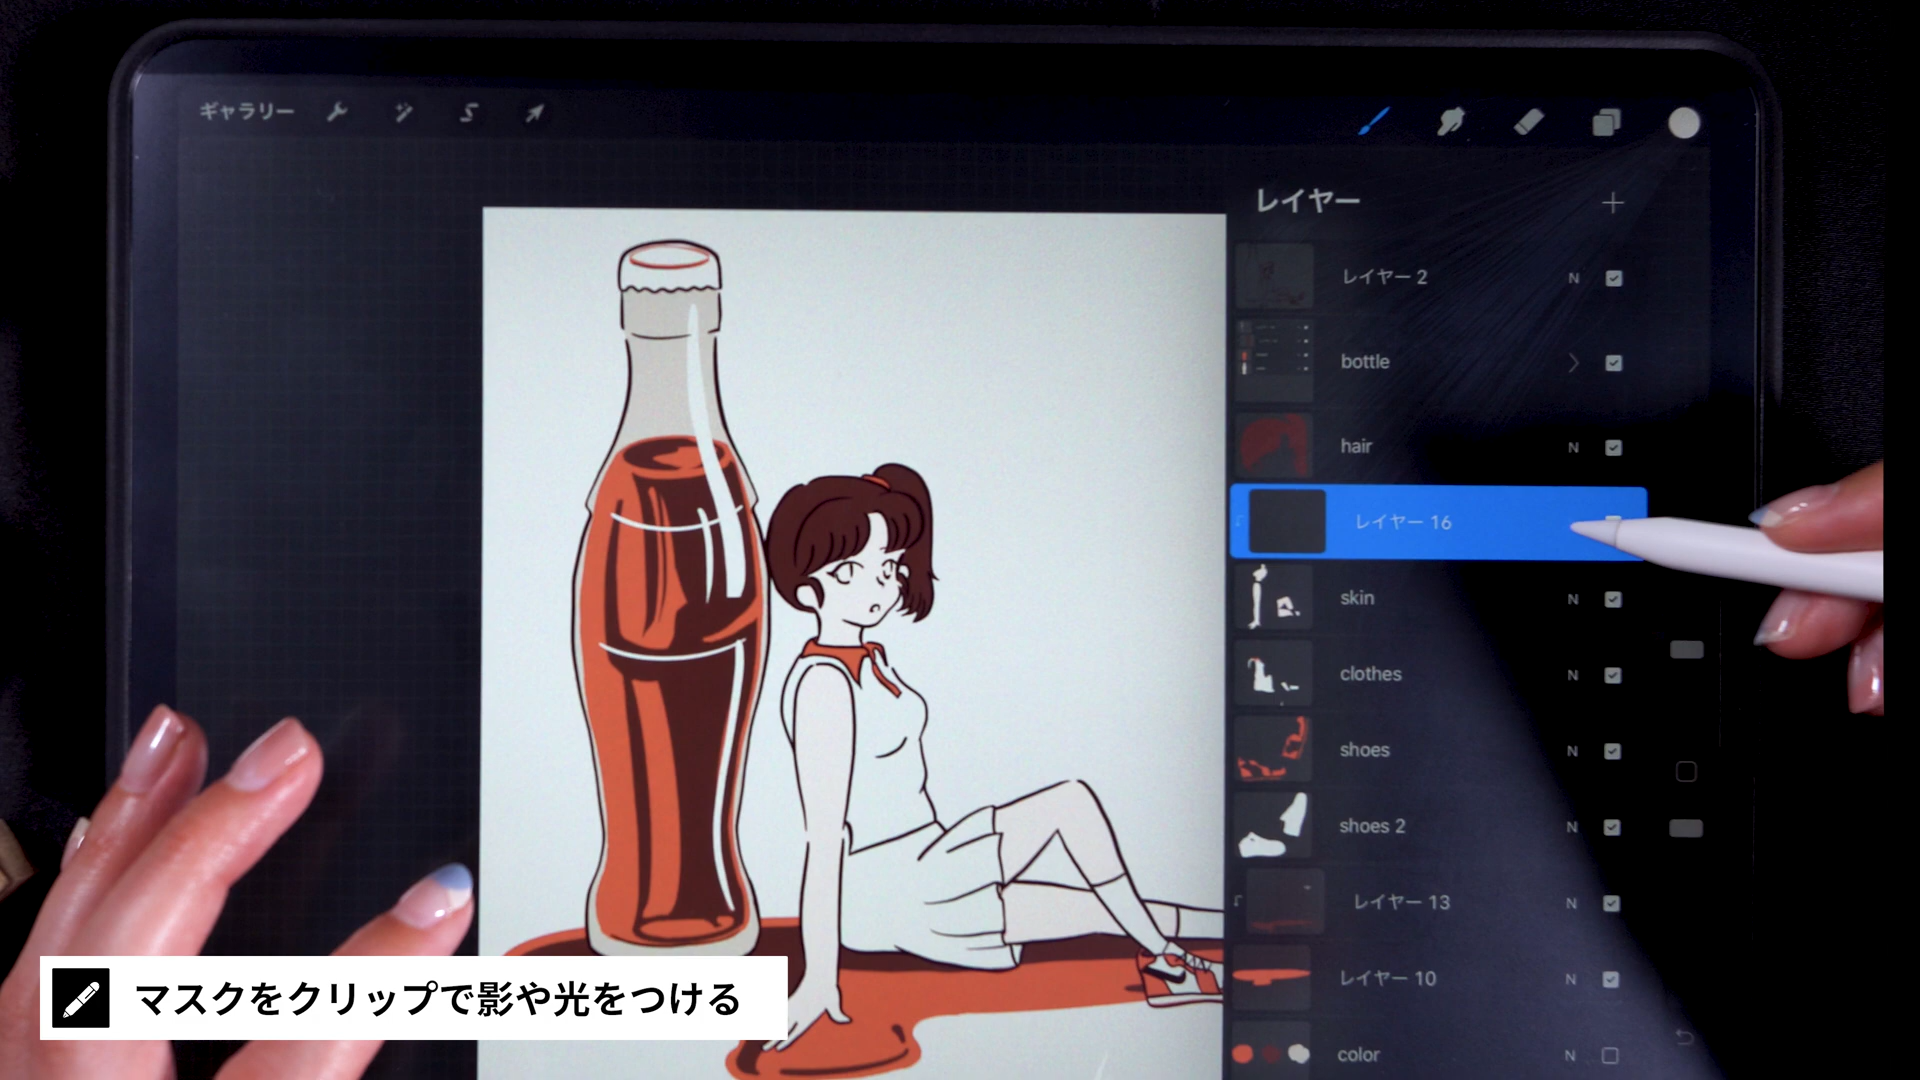 ギャラリー
レイヤー
レイヤー 2
N
bottle
hair
N
レイヤー 16
skin
N
clothes
N
shoes
N
shoes 2
N
レイヤー 13
N
レイヤー 10
N
color
N
マスクをクリップで影や光をつける